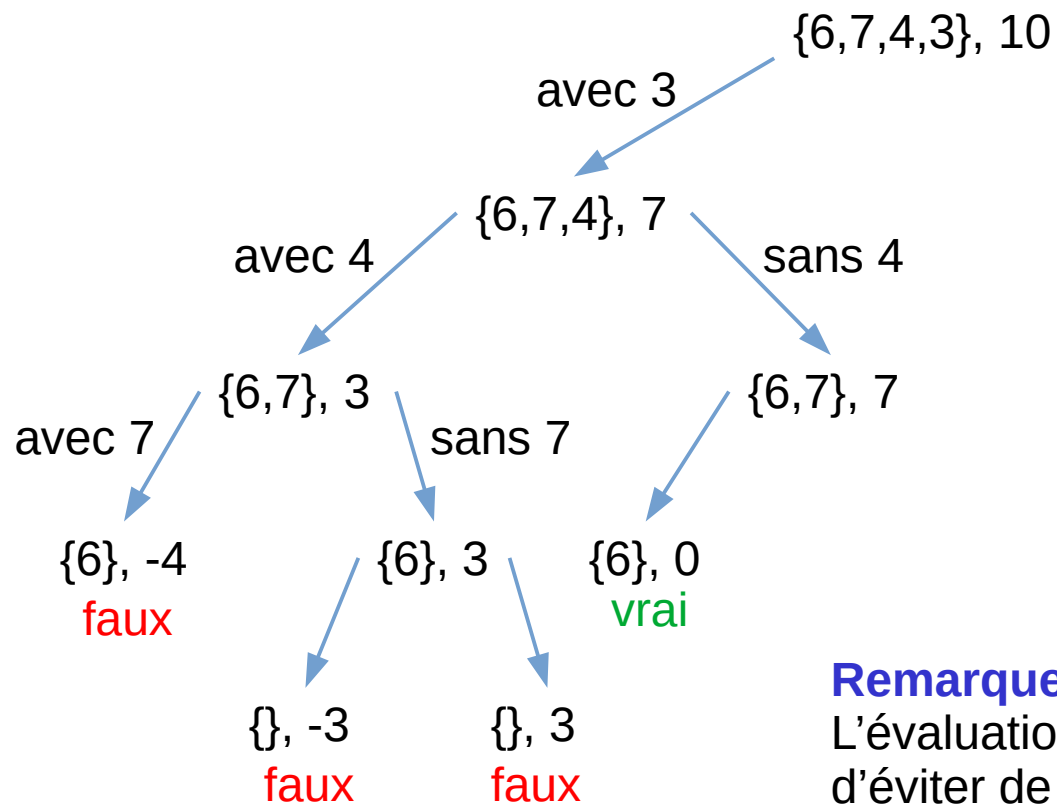 {6,7,4,3}, 10
avec 3
{6,7,4}, 7
avec 4
sans 4
{6,7}, 3
{6,7}, 7
avec 7
sans 7
{6}, -4
{6}, 3
{6}, 0
faux
vrai
{}, -3
{}, 3
faux
faux
Remarque
L'évaluatio
d'éviter de